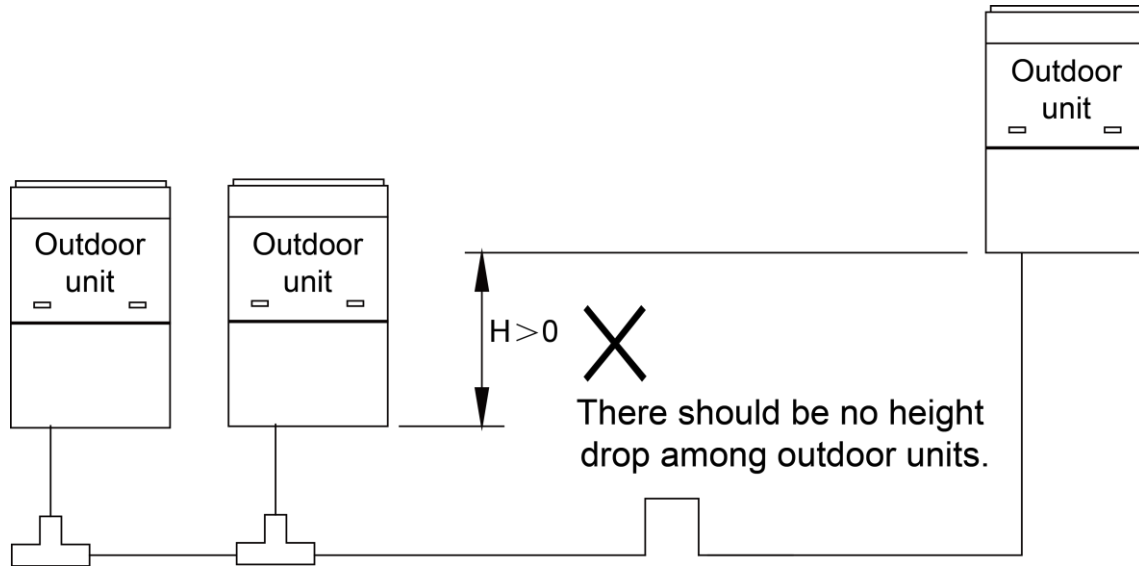 Outdoor
unit
Outdoor
unit
Outdoor
unit
H>0
There should be no height
drop among outdoor units.